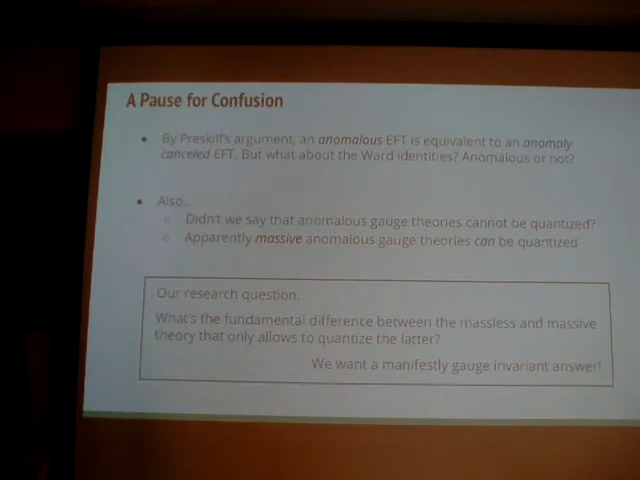 A Pause for Confusion
• By Preskill's argument, an anomalous EFT is equivalent to an anomaly
canceled EFT. But what about the Ward identities? Anomalous or not?
• Also...
○ Didn't we say that anomalous gauge theories cannot be quantized?
○ Apparently massive anomalous gauge theories can be quantized
Our research question:
What's the fundamental difference between the massless and massive
theory that only allows to quantize the latter?
We want a manifestly gauge invariant answer!